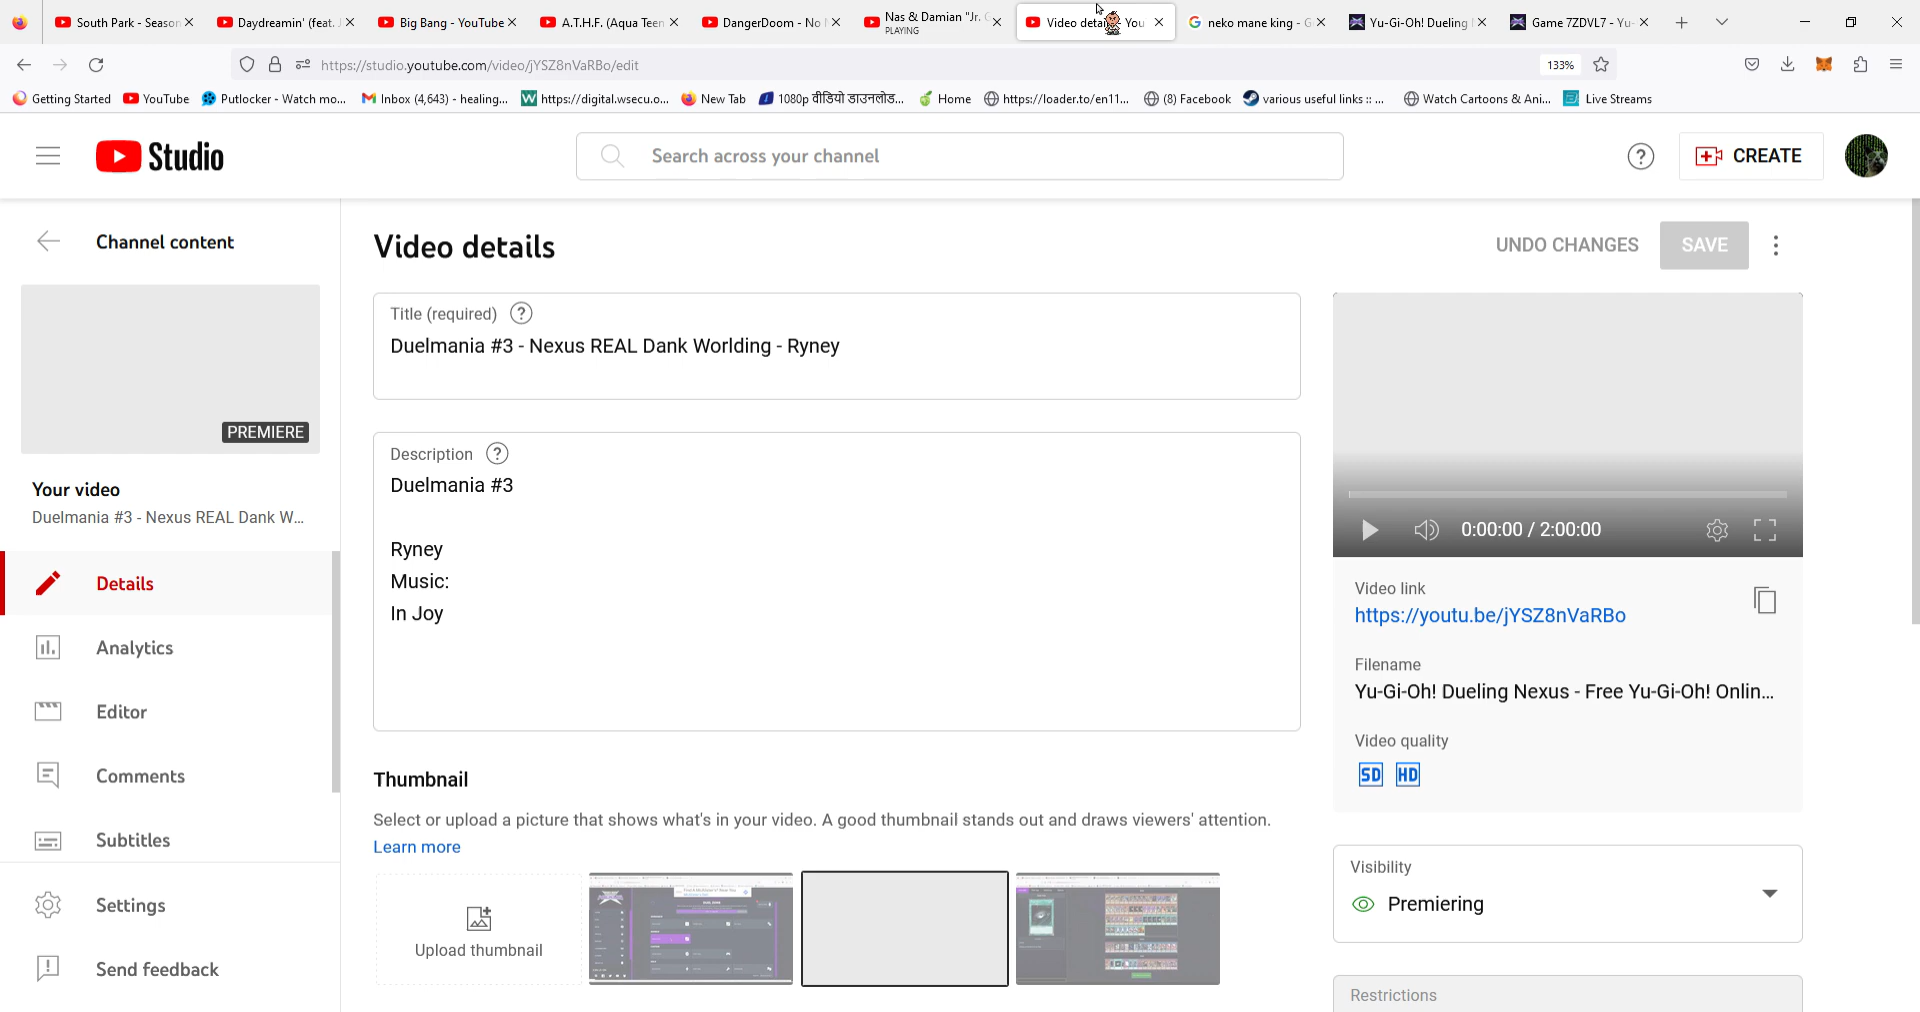 South Park - Season
Daydreamin' (feat. J
Big Bang - YouTube
A.T.H.F. (Aqua Teen
DangerDoom - No N
Nas & Damian "Jr. G
PLAYING
Video details - You
neko mane king - G
Yu-Gi-Oh! Dueling
Game 7ZDVL7 - Yu-
https://studio.youtube.com/video/jYSZ8nVaRBo/edit
133%
Getting Started
YouTube
Putlocker - Watch mo...
Inbox (4,643) - healing...
https://digital.wsecu.o...
New Tab
1080p वीडियो डाउनलोड...
Home
https://loader.to/en11...
(8) Facebook
various useful links :: ...
Watch Cartoons & Ani...
Live Streams
Studio
Search across your channel
CREATE
Channel content
Video details
UNDO CHANGES
SAVE
PREMIERE
Your video
Duelmania #3 - Nexus REAL Dank W...
Details
Analytics
Editor
Comments
Subtitles
Settings
Send feedback
Title (required)
Duelmania #3 - Nexus REAL Dank Worlding - Ryney
Description
Duelmania #3
Ryney
Music:
In Joy
Thumbnail
Select or upload a picture that shows what's in your video. A good thumbnail stands out and draws viewers' attention.
Learn more
Upload thumbnail
0:00:00 / 2:00:00
Video link
https://youtu.be/jYSZ8nVaRBo
Filename
Yu-Gi-Oh! Dueling Nexus - Free Yu-Gi-Oh! Onlin...
Video quality
SD HD
Visibility
Premiering
Restrictions